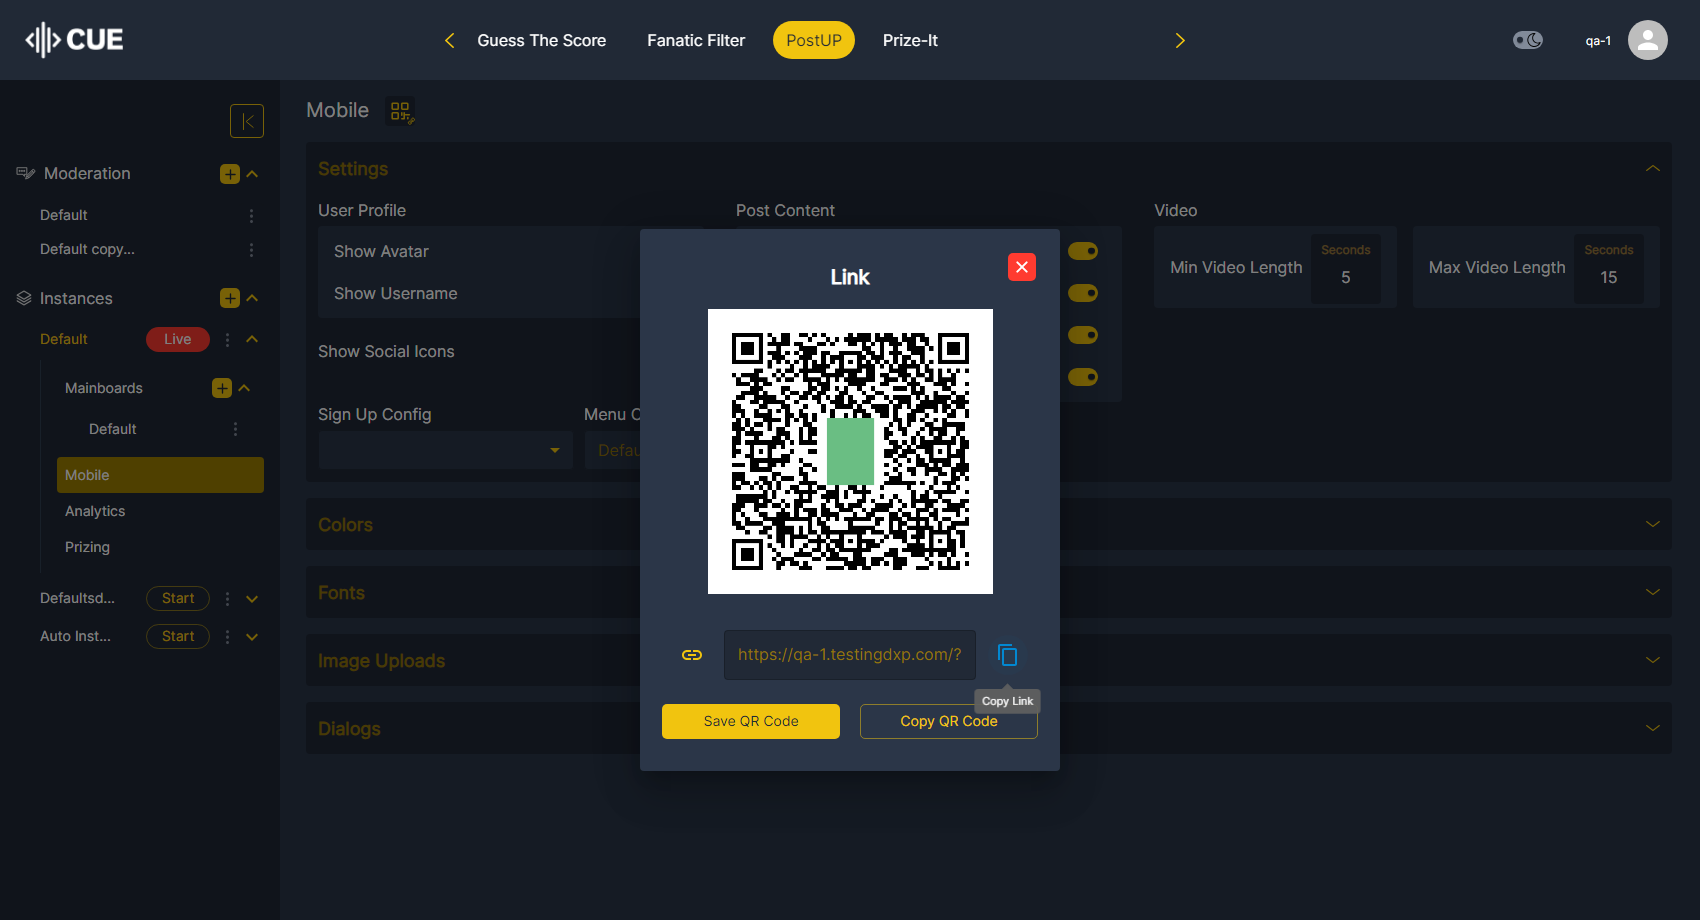 CUE
Guess The Score
Fanatic Filter
PostUP
Prize-It
qa-1
Moderation
Default
Default copy...
Instances
Default
Live
Mainboards
Default
Mobile
Analytics
Prizing
Defaultsd...
Start
Auto Inst...
Start
Mobile
Settings
User Profile
Show Avatar
Show Username
Show Social Icons
Sign Up Config
Menu C
Defau
Post Content
Video
Min Video Length
Seconds
5
Max Video Length
Seconds
15
Colors
Fonts
Image Uploads
Dialogs
Link
https://qa-1.testingdxp.com/?
Copy Link
Save QR Code
Copy QR Code